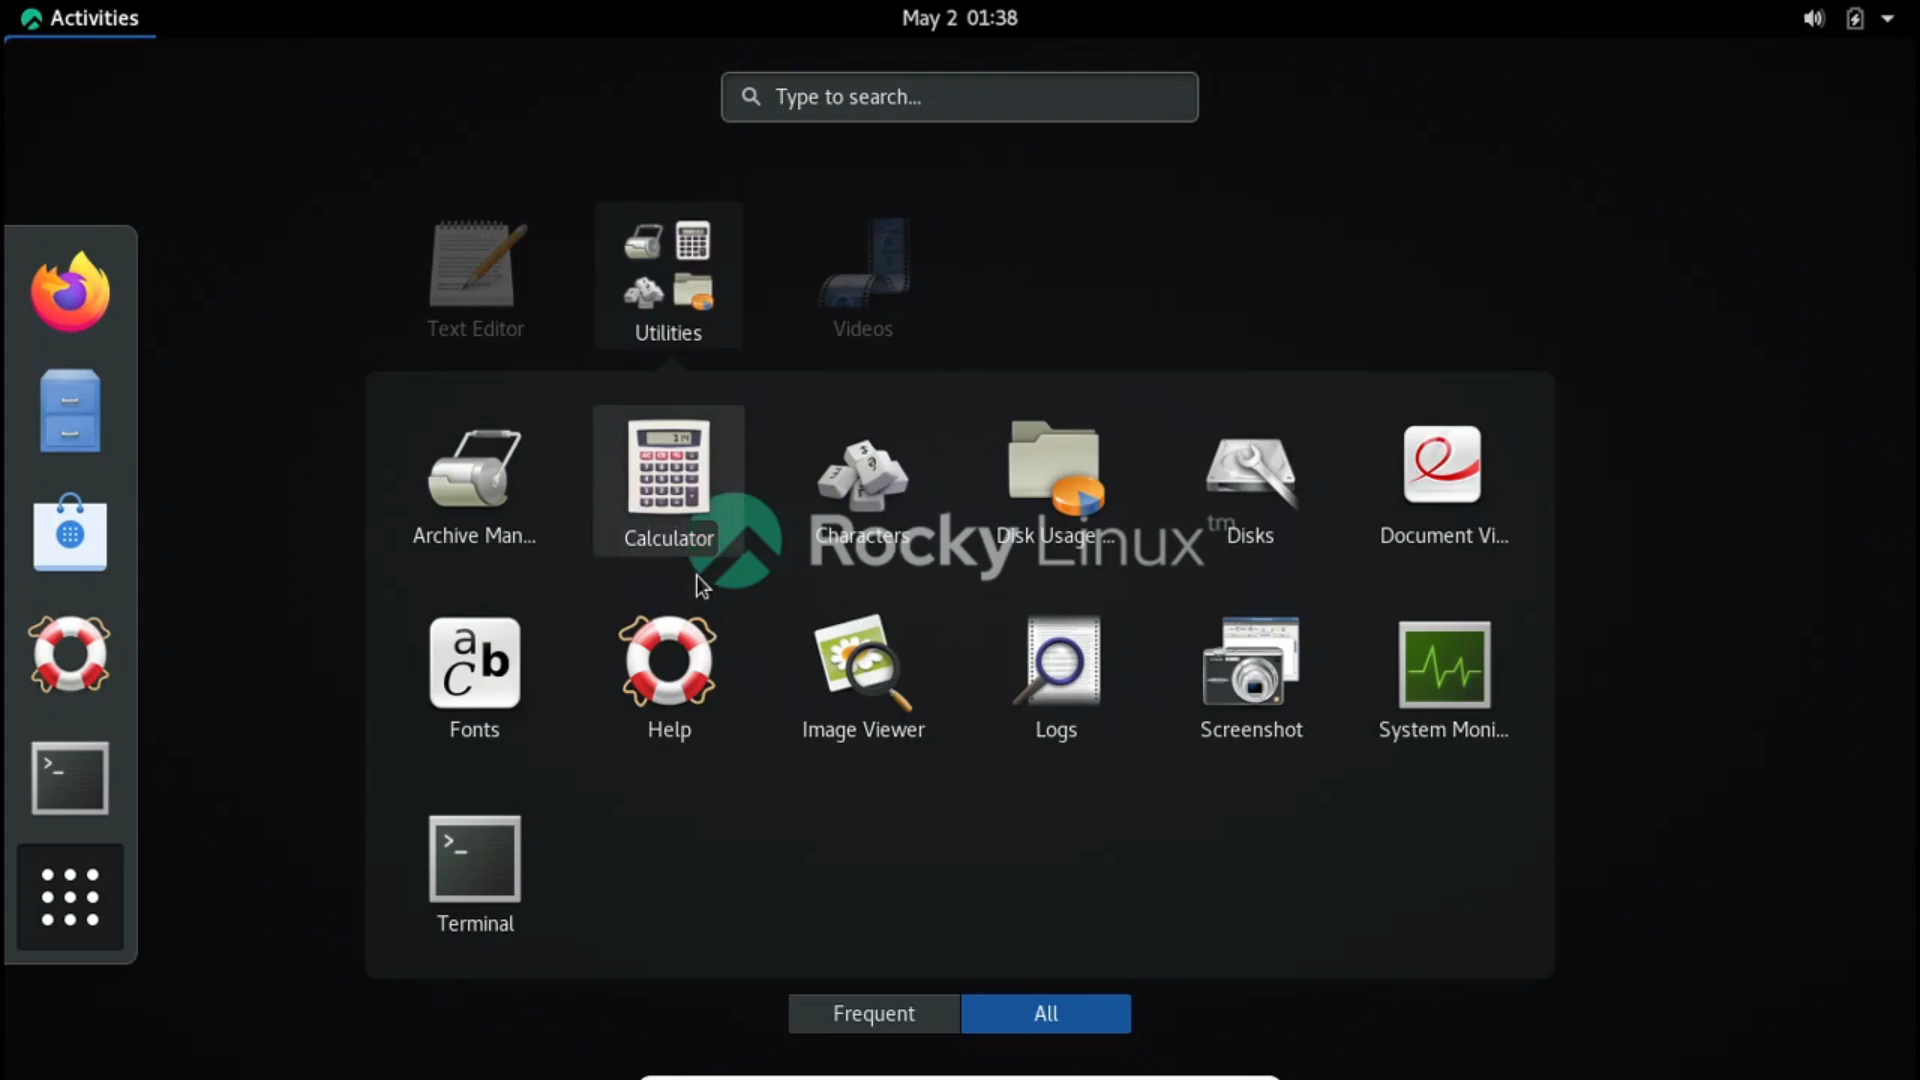 Activities
May 2 01:38
Type to search...
Text Editor
Utilities
Videos
Archive Man...
Calculator
Characters
Disk Usage ...
Disks
Document Vi...
Rocky Linux™
Fonts
Help
Image Viewer
Logs
Screenshot
System Moni...
Terminal
Frequent
All